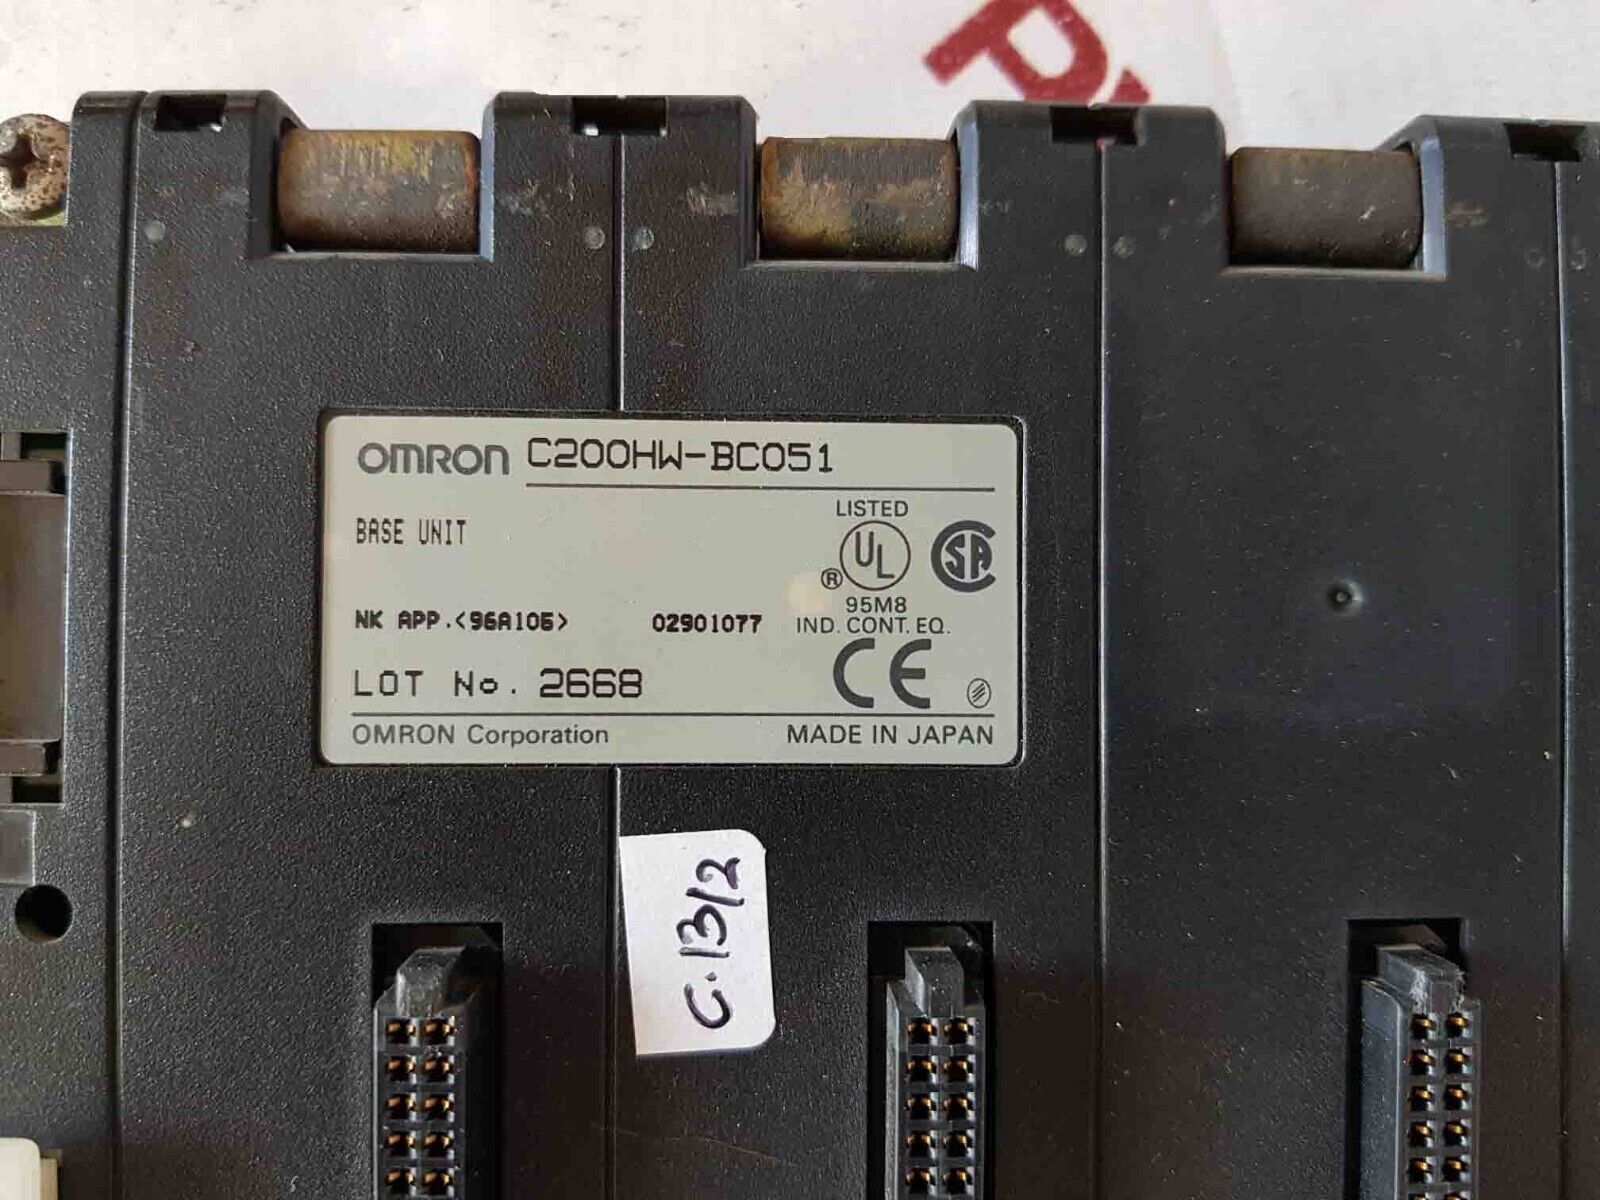 P
OMRON C200HW-BC051
BASE UNIT
LISTED
UL
®
SA
95M8
IND. CONT. EQ.
NK APP.<96A105>
02901077
CE
LOT No. 2668
OMRON Corporation
MADE IN JAPAN
C.13/2